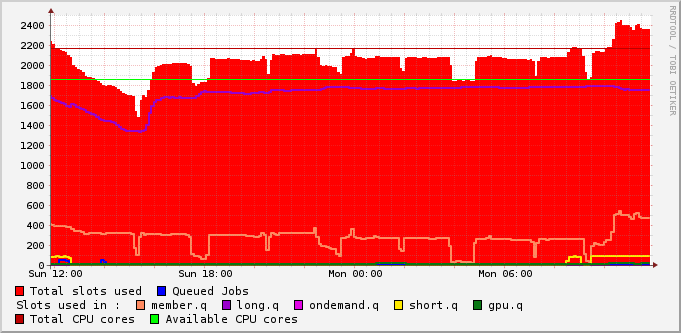 RRDTOOL / TOBI OETIKER
2400
2200
2000
1800
1600
1400
1200
1000
800
600
400
200
0
Sun 12:00 Sun 18:00 Mon 00:00 Mon 06:00
Total slots used Queued Jobs
Slots used in : member.q long.q ondemand.q short.q gpu.q
Total CPU cores Available CPU cores